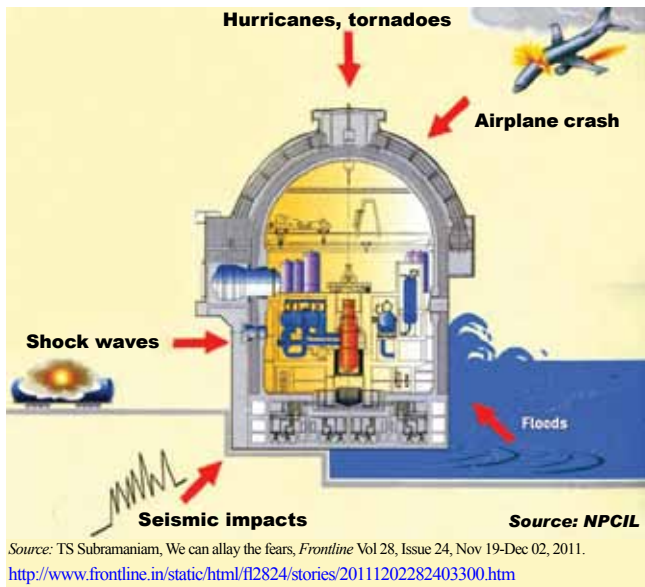 Hurricanes, tornadoes
Airplane crash
Shock waves
Floods
Seismic impacts
Source: NPCIL
Source: TS Subramaniam, We can allay the fears, Frontline Vol 28, Issue 24, Nov 19-Dec 02, 2011.
http://www.frontline.in/static/html/fl2824/stories/20111202282403300.htm